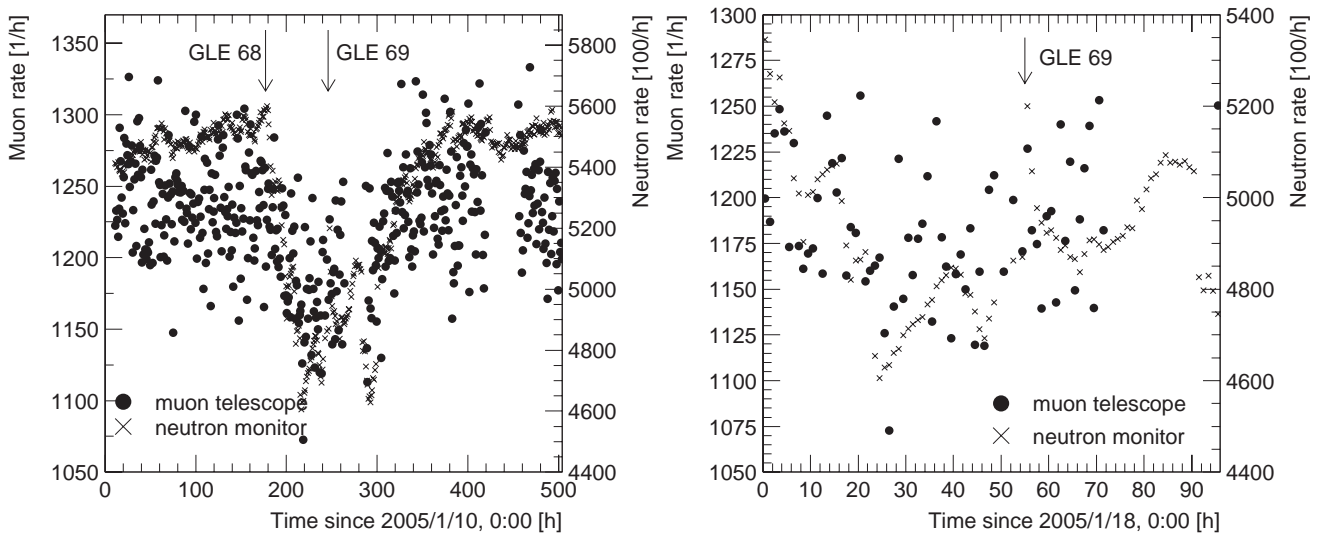 Muon rate [1/h]
1350
1300
1250
1200
1150
1100
1050
GLE 68
GLE 69
5800
5600
5400
5200
5000
4800
4600
4400
Neutron rate [100/h]
muon telescope
neutron monitor
0 100 200 300 400 500
Time since 2005/1/10, 0:00 [h]
Muon rate [1/h]
1300
1275
1250
1225
1200
1175
1150
1125
1100
1075
1050
GLE 69
5400
5200
5000
4800
4600
4400
Neutron rate [100/h]
muon telescope
neutron monitor
0 10 20 30 40 50 60 70 80 90
Time since 2005/1/18, 0:00 [h]